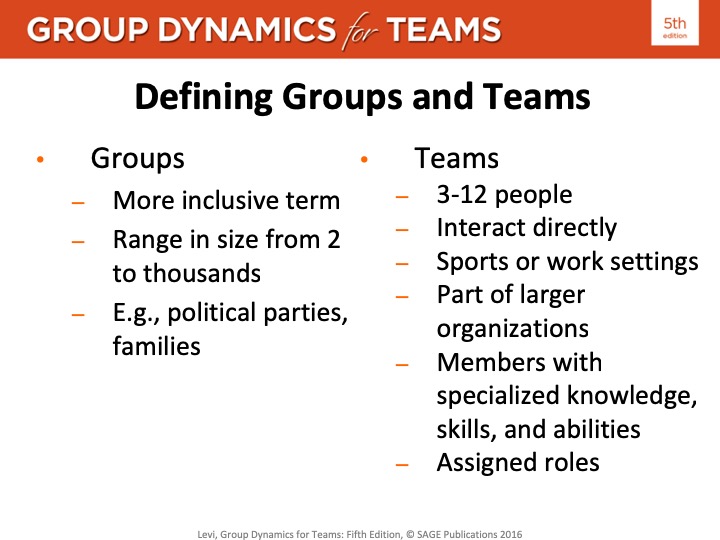 GROUP DYNAMICS for TEAMS
5th
edition
Defining Groups and Teams
• Groups
– More inclusive term
– Range in size from 2
to thousands
– E.g., political parties,
families
• Teams
– 3-12 people
– Interact directly
– Sports or work settings
– Part of larger
organizations
– Members with
specialized knowledge,
skills, and abilities
– Assigned roles
Levi, Group Dynamics for Teams: Fifth Edition, © SAGE Publications 2016